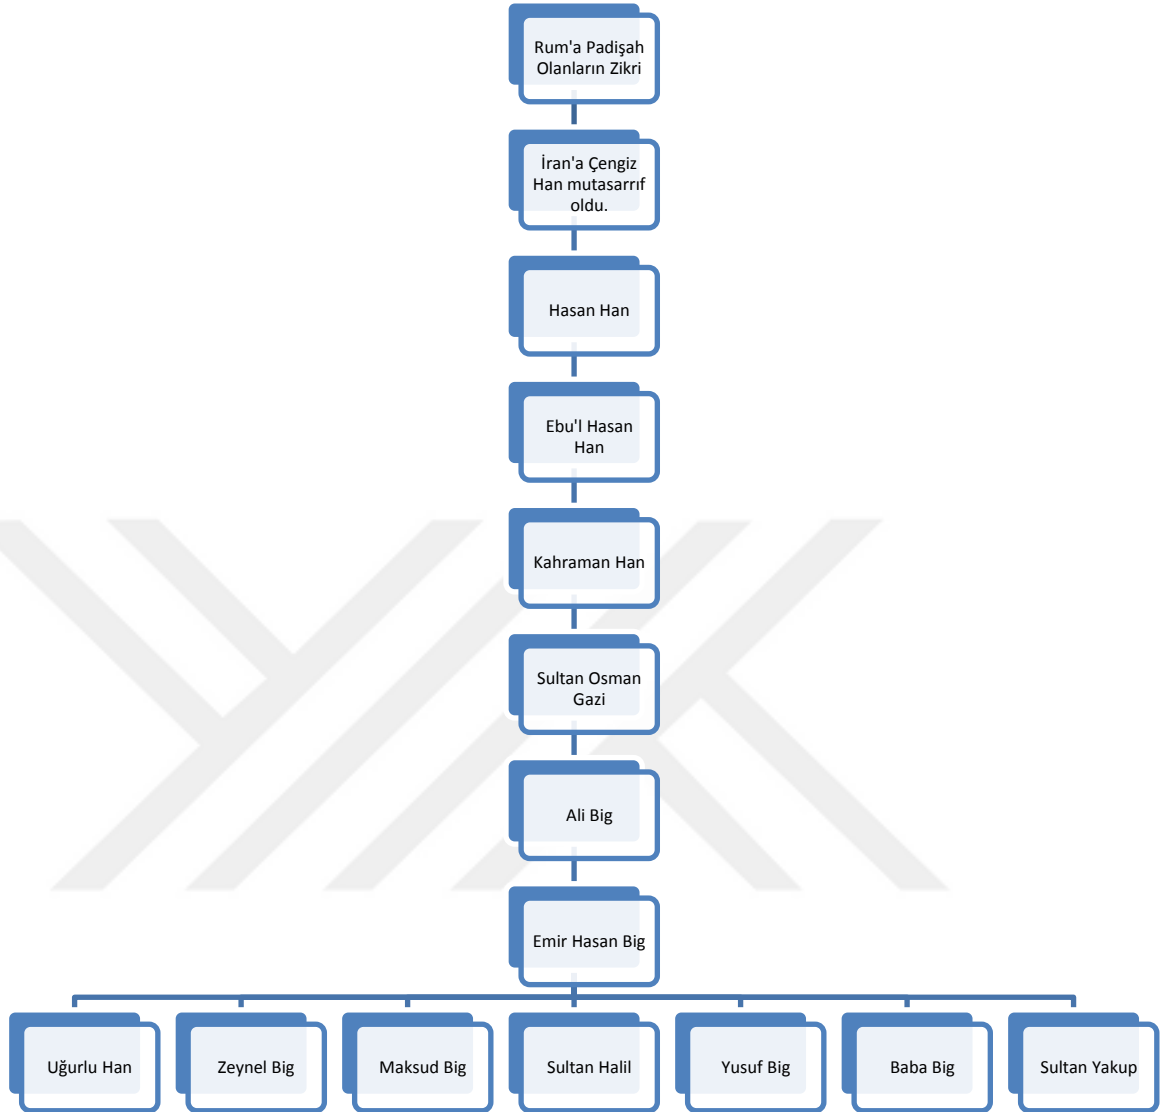 Rum'a Padişah
Olanların Zikri
İran'a Çengiz
Han mutasarrıf
oldu.
Hasan Han
Ebu'l Hasan
Han
Kahraman Han
Sultan Osman
Gazi
Ali Big
Emir Hasan Big
Uğurlu Han
Zeynel Big
Maksud Big
Sultan Halil
Yusuf Big
Baba Big
Sultan Yakup